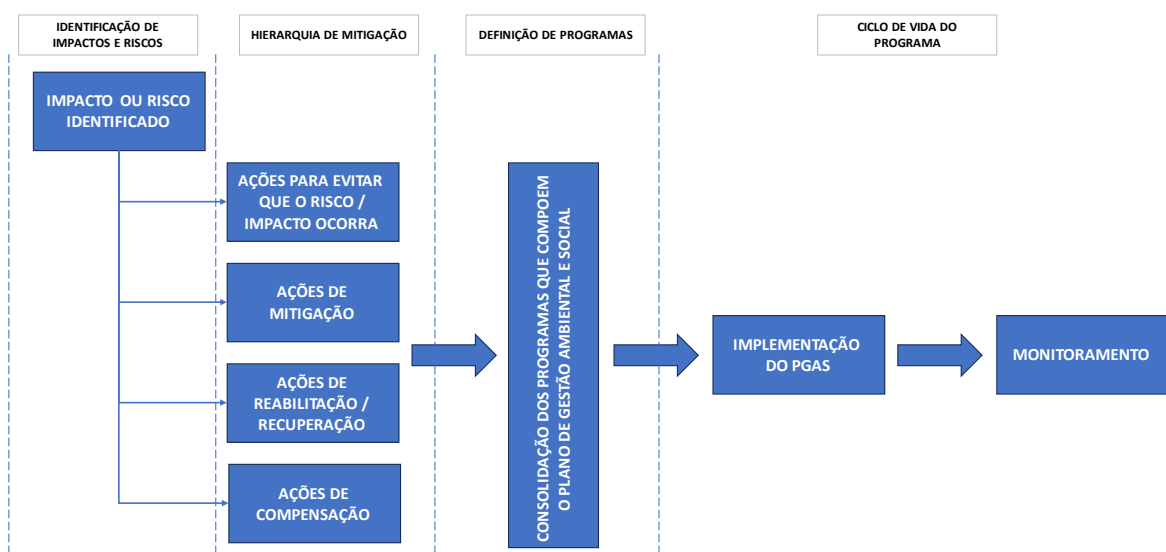 IDENTIFICAÇÃO DE
IMPACTOS E RISCOS
HIERARQUIA DE MITIGAÇÃO
DEFINIÇÃO DE PROGRAMAS
CICLO DE VIDA DO
PROGRAMA
IMPACTO OU RISCO
IDENTIFICADO
AÇÕES PARA EVITAR
QUE O RISCO /
IMPACTO OCORRA
AÇÕES DE
MITIGAÇÃO
AÇÕES DE
REABILITAÇÃO /
RECUPERAÇÃO
AÇÕES DE
COMPENSAÇÃO
CONSOLIDAÇÃO DOS PROGRAMAS QUE COMPOEM
O PLANO DE GESTÃO AMBIENTAL E SOCIAL
IMPLEMENTAÇÃO
DO PGAS
MONITORAMENTO